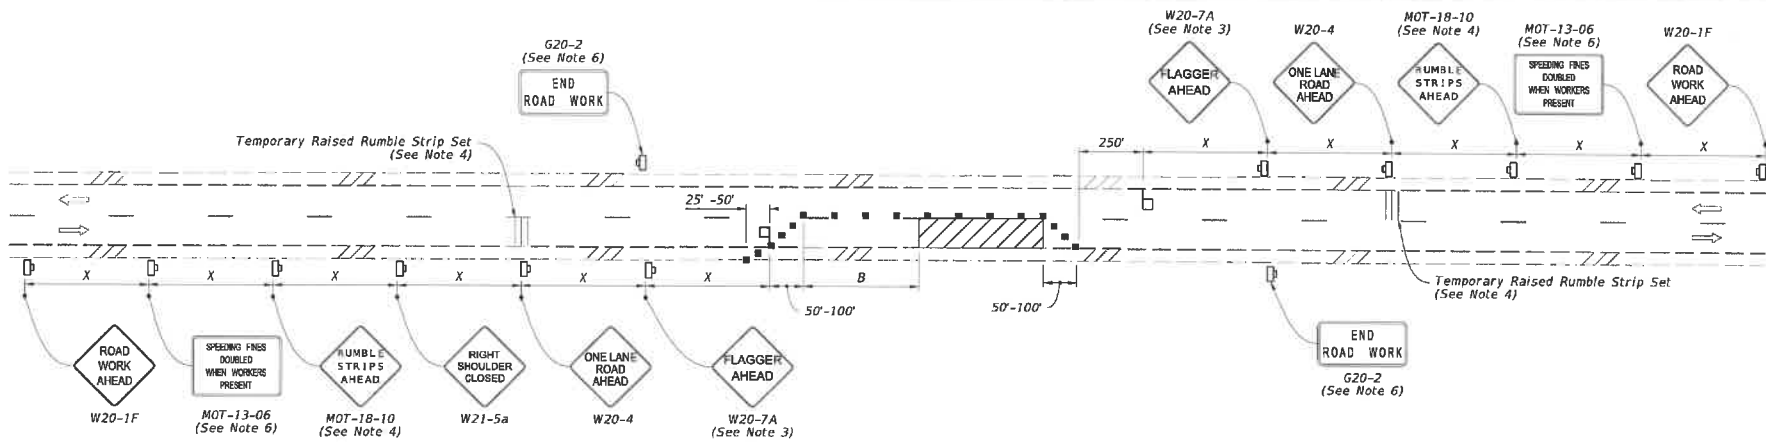 W20-7A
(See Note 3)
FLAGGER
AHEAD
W20-4
ONE LANE
ROAD
AHEAD
MOT-18-10
(See Note 4)
RUMBLE
STRIPS
AHEAD
MOT-13-06
(See Note 6)
SPEEDING FINES
DOUBLED
WHEN WORKERS
PRESENT
W20-1F
ROAD
WORK
AHEAD
G20-2
(See Note 6)
END
ROAD WORK
Temporary Raised Rumble Strip Set
(See Note 4)
250'
X
X
X
X
X
25'-50'
X
X
X
X
X
X
50'-100'
B
50'-100'
Temporary Raised Rumble Strip Set
(See Note 4)
ROAD
WORK
AHEAD
W20-1F
SPEEDING FINES
DOUBLED
WHEN WORKERS
PRESENT
MOT-13-06
(See Note 6)
RUMBLE
STRIPS
AHEAD
MOT-18-10
(See Note 4)
RIGHT
SHOULDER
CLOSED
W21-5a
ONE LANE
ROAD
AHEAD
W20-4
FLAGGER
AHEAD
W20-7A
(See Note 3)
END
ROAD WORK
G20-2
(See Note 6)